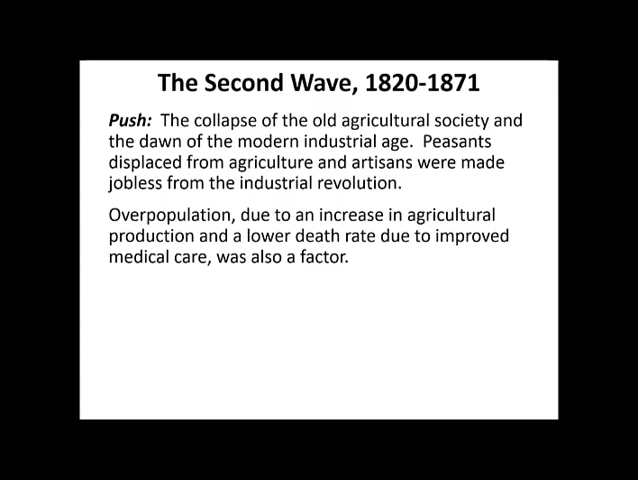 The Second Wave, 1820-1871
Push: The collapse of the old agricultural society and
the dawn of the modern industrial age. Peasants
displaced from agriculture and artisans were made
jobless from the industrial revolution.
Overpopulation, due to an increase in agricultural
production and a lower death rate due to improved
medical care, was also a factor.